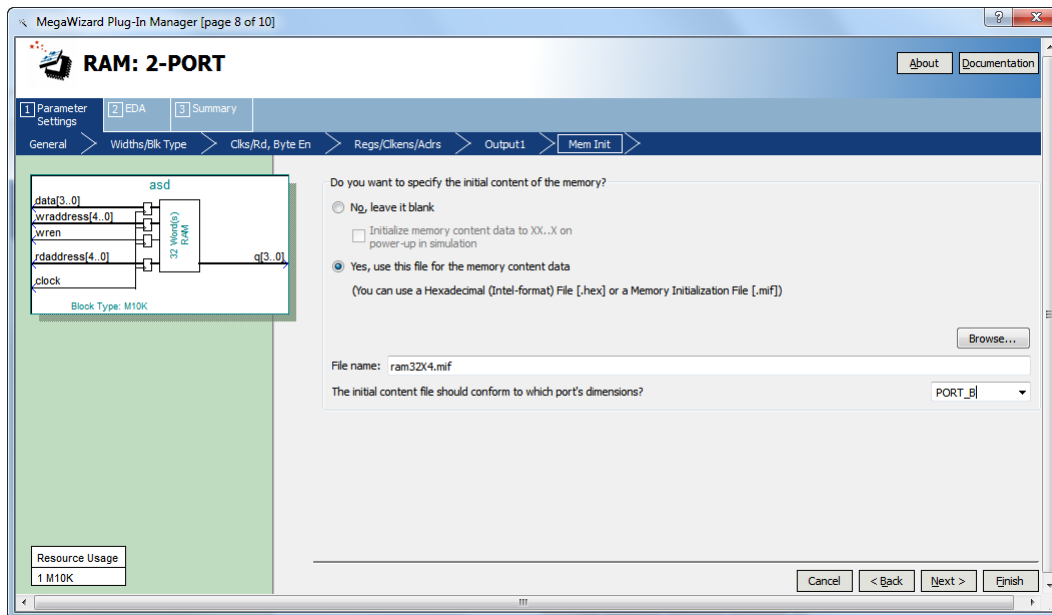 MegaWizard Plug-In Manager [page 8 of 10]
?
X
RAM: 2-PORT
About
Documentation
1 Parameter Settings
2 EDA
3 Summary
General
Widths/Blk Type
Clks/Rd, Byte En
Regs/Clkens/Adrs
Output1
Mem Init
asd
data[3..0]
wraddress[4..0]
wren
rdaddress[4..0]
clock
32 Word(s)
RAM
q[3..0]
Block Type: M10K
Do you want to specify the initial content of the memory?
No, leave it blank
Initialize memory content data to XX..X on
power-up in simulation
Yes, use this file for the memory content data
(You can use a Hexadecimal (Intel-format) File [.hex] or a Memory Initialization File [.mif])
Browse...
File name: ram32X4.mif
The initial content file should conform to which port's dimensions?
PORT_B
Resource Usage
1 M10K
Cancel
< Back
Next >
Finish